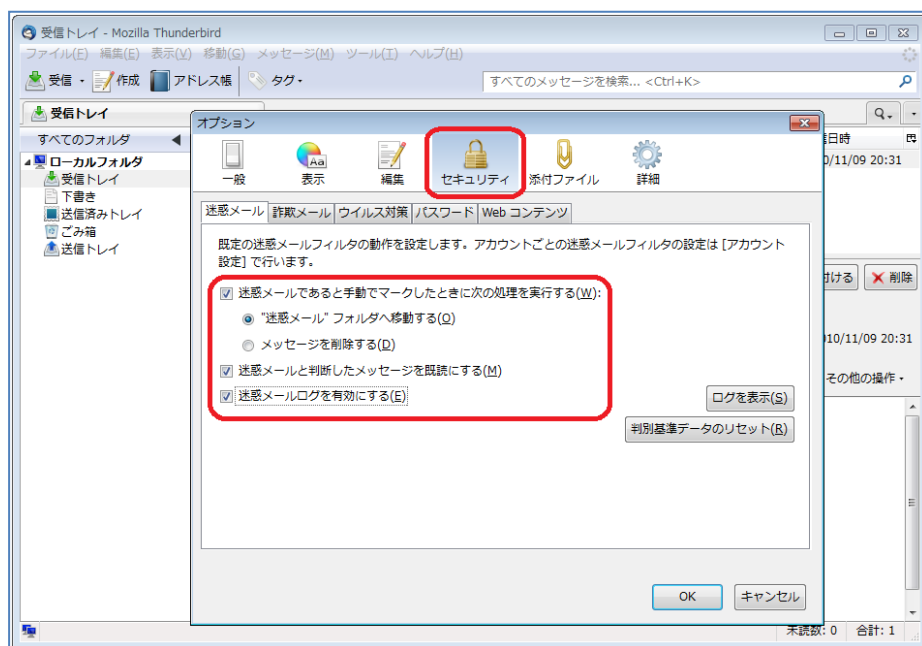 受信トレイ - Mozilla Thunderbird
ファイル(F) 編集(E) 表示(V) 移動(G) メッセージ(M) ツール(T) ヘルプ(H)
受信 作成 アドレス帳 タグ すべてのメッセージを検索... <Ctrl+K>
受信トレイ
すべてのフォルダ
ローカルフォルダ
受信トレイ
下書き
送信済みトレイ
ごみ箱
送信トレイ
オプション
一般 表示 編集 セキュリティ 添付ファイル 詳細
迷惑メール 詐欺メール ウイルス対策 パスワード Web コンテンツ
既定の迷惑メールフィルタの動作を設定します。アカウントごとの迷惑メールフィルタの設定は [アカウント
設定] で行います。
迷惑メールであると手動でマークしたときに次の処理を実行する(W):
"迷惑メール" フォルダへ移動する(O)
メッセージを削除する(D)
迷惑メールと判断したメッセージを既読にする(M)
迷惑メールログを有効にする(E)
ログを表示(S)
判別基準データのリセット(R)
OK キャンセル
日時
0/11/09 20:31
ける 削除
10/11/09 20:31
その他の操作
未読数: 0 合計: 1